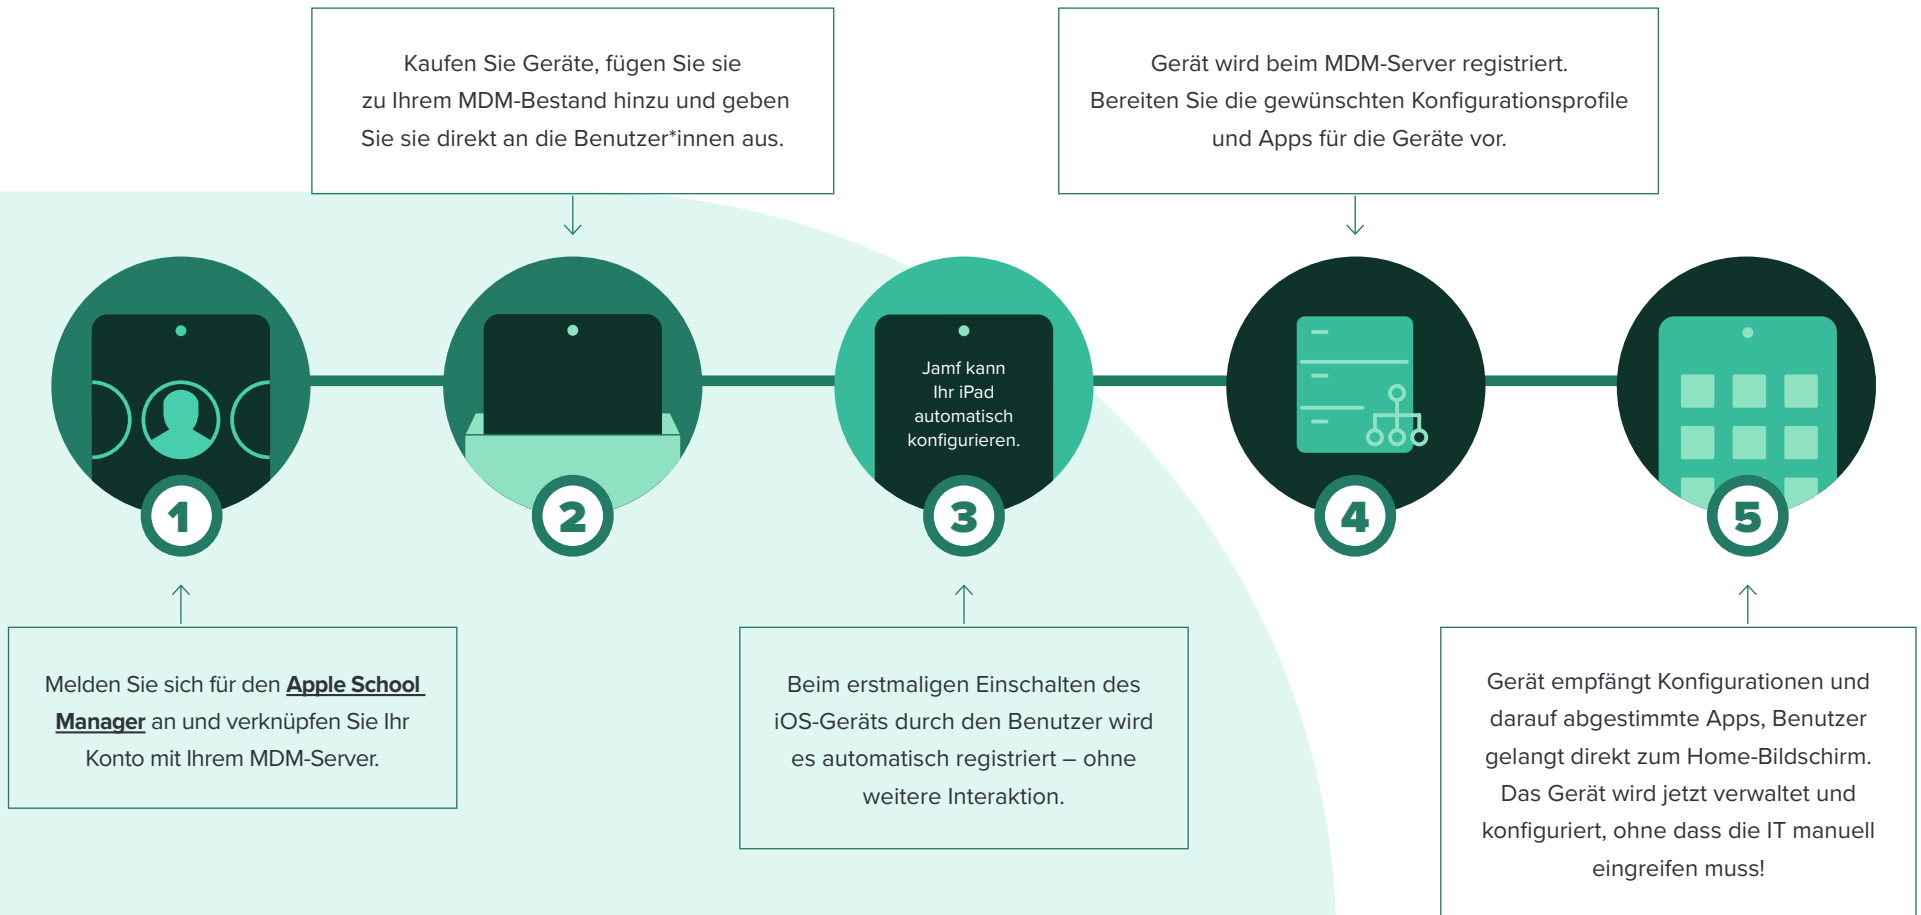 Kaufen Sie Geräte, fügen Sie sie
zu Ihrem MDM-Bestand hinzu und geben
Sie sie direkt an die Benutzer*innen aus.
Gerät wird beim MDM-Server registriert.
Bereiten Sie die gewünschten Konfigurationsprofile
und Apps für die Geräte vor.
Jamf kann
Ihr iPad
automatisch
konfigurieren.
1
2
3
4
5
Melden Sie sich für den Apple School
Manager an und verknüpfen Sie Ihr
Konto mit Ihrem MDM-Server.
Beim erstmaligen Einschalten des
iOS-Geräts durch den Benutzer wird
es automatisch registriert – ohne
weitere Interaktion.
Gerät empfängt Konfigurationen und
darauf abgestimmte Apps, Benutzer
gelangt direkt zum Home-Bildschirm.
Das Gerät wird jetzt verwaltet und
konfiguriert, ohne dass die IT manuell
eingreifen muss!